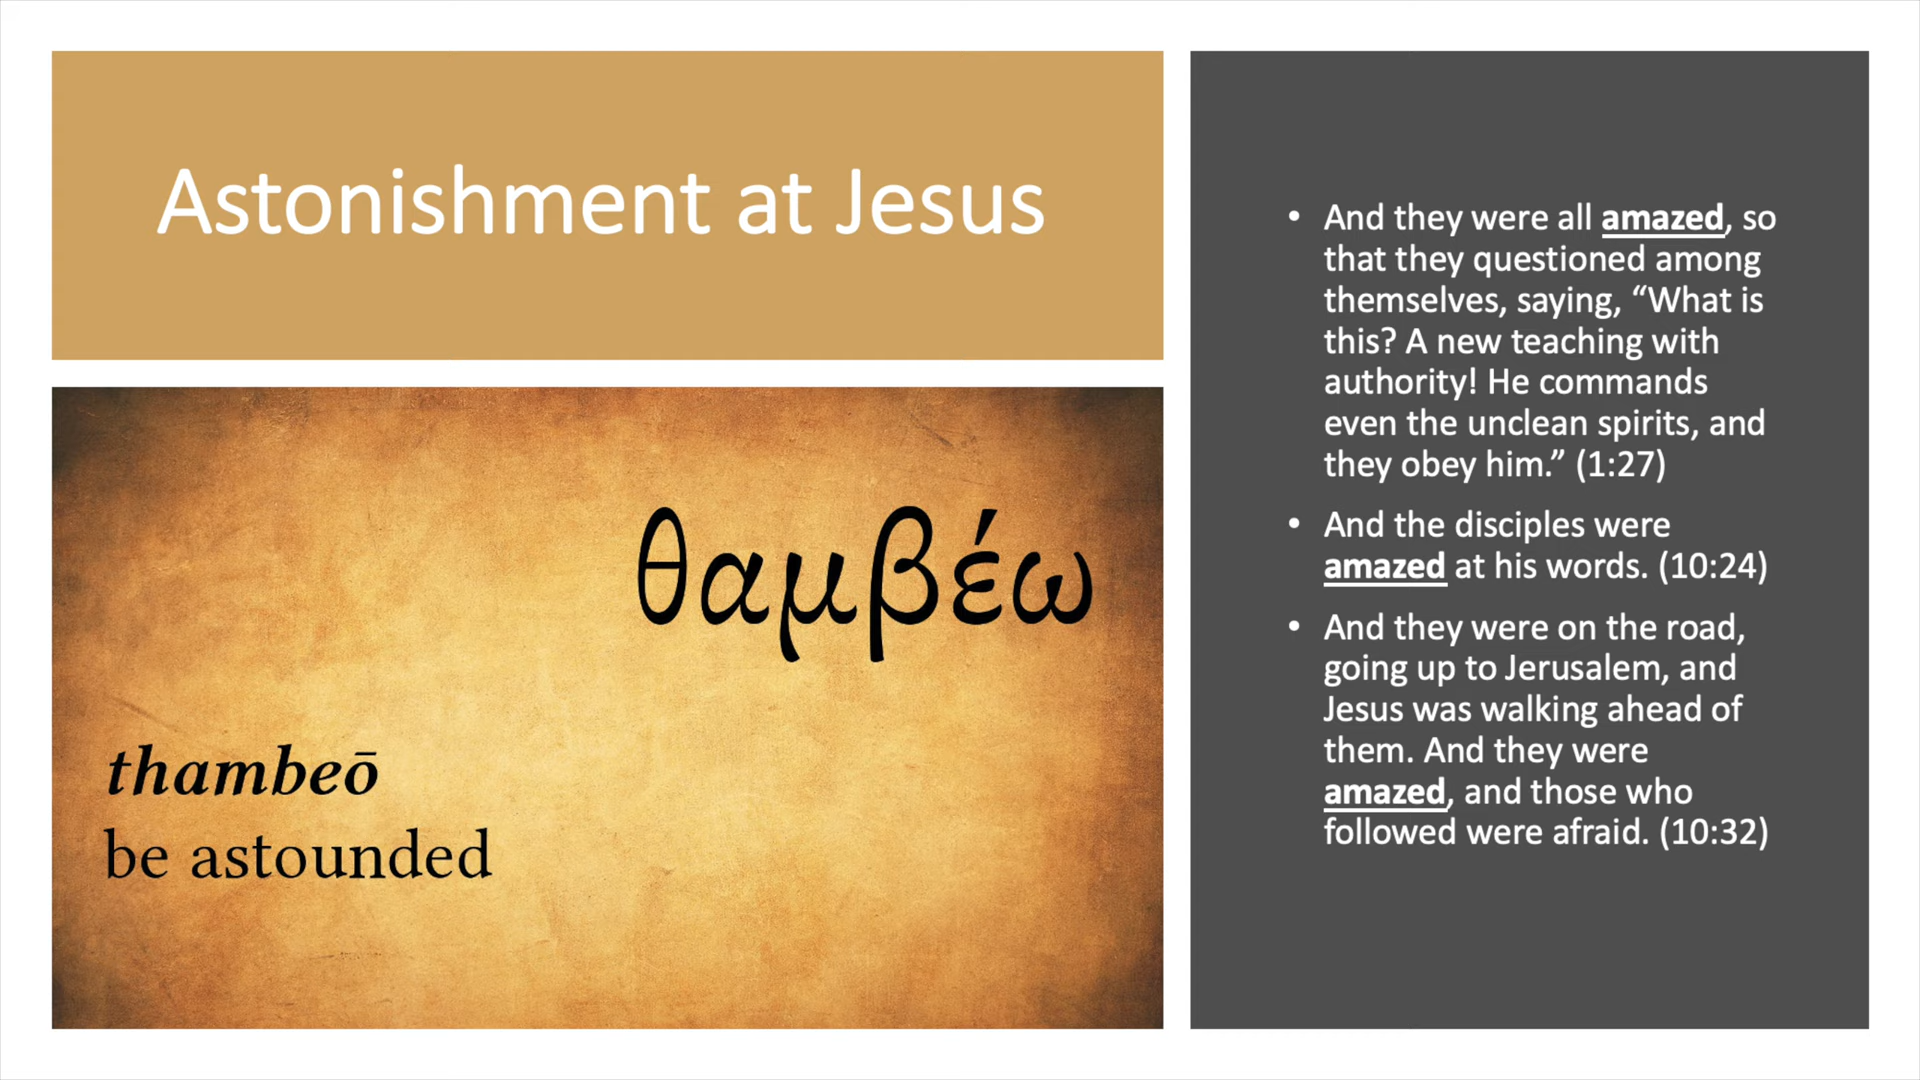 Astonishment at Jesus
θαμβέω
thambeō
be astounded
• And they were all amazed, so
that they questioned among
themselves, saying, “What is
this? A new teaching with
authority! He commands
even the unclean spirits, and
they obey him.” (1:27)
• And the disciples were
amazed at his words. (10:24)
• And they were on the road,
going up to Jerusalem, and
Jesus was walking ahead of
them. And they were
amazed, and those who
followed were afraid. (10:32)